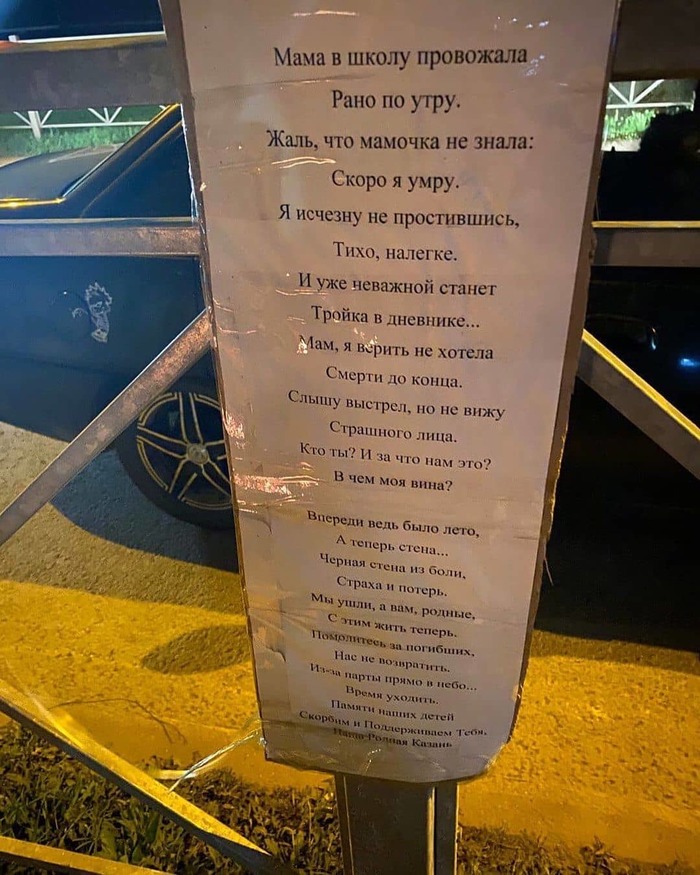 Мама в школу провожала
Рано по утру.
Жаль, что мамочка не знала:
Скоро я умру.
Я исчезну не простившись,
Тихо, налегке.
И уже неважной станет
Тройка в дневнике...
Мам, я верить не хотела
Смерти до конца.
Слышу выстрел, но не вижу
Страшного лица.
Кто ты? И за что нам это?
В чем моя вина?
Впереди ведь было лето,
А теперь стена...
Черная стена из боли,
Страха и потерь.
Мы ушли, а вам, родные,
С этим жить теперь.
Помолитесь за погибших,
Нас не возвратить.
Из-за парты прямо в небо...
Время уходить.
Памяти наших детей
Скорбим и Поддерживаем Тебя,
Наша-Родная Казань